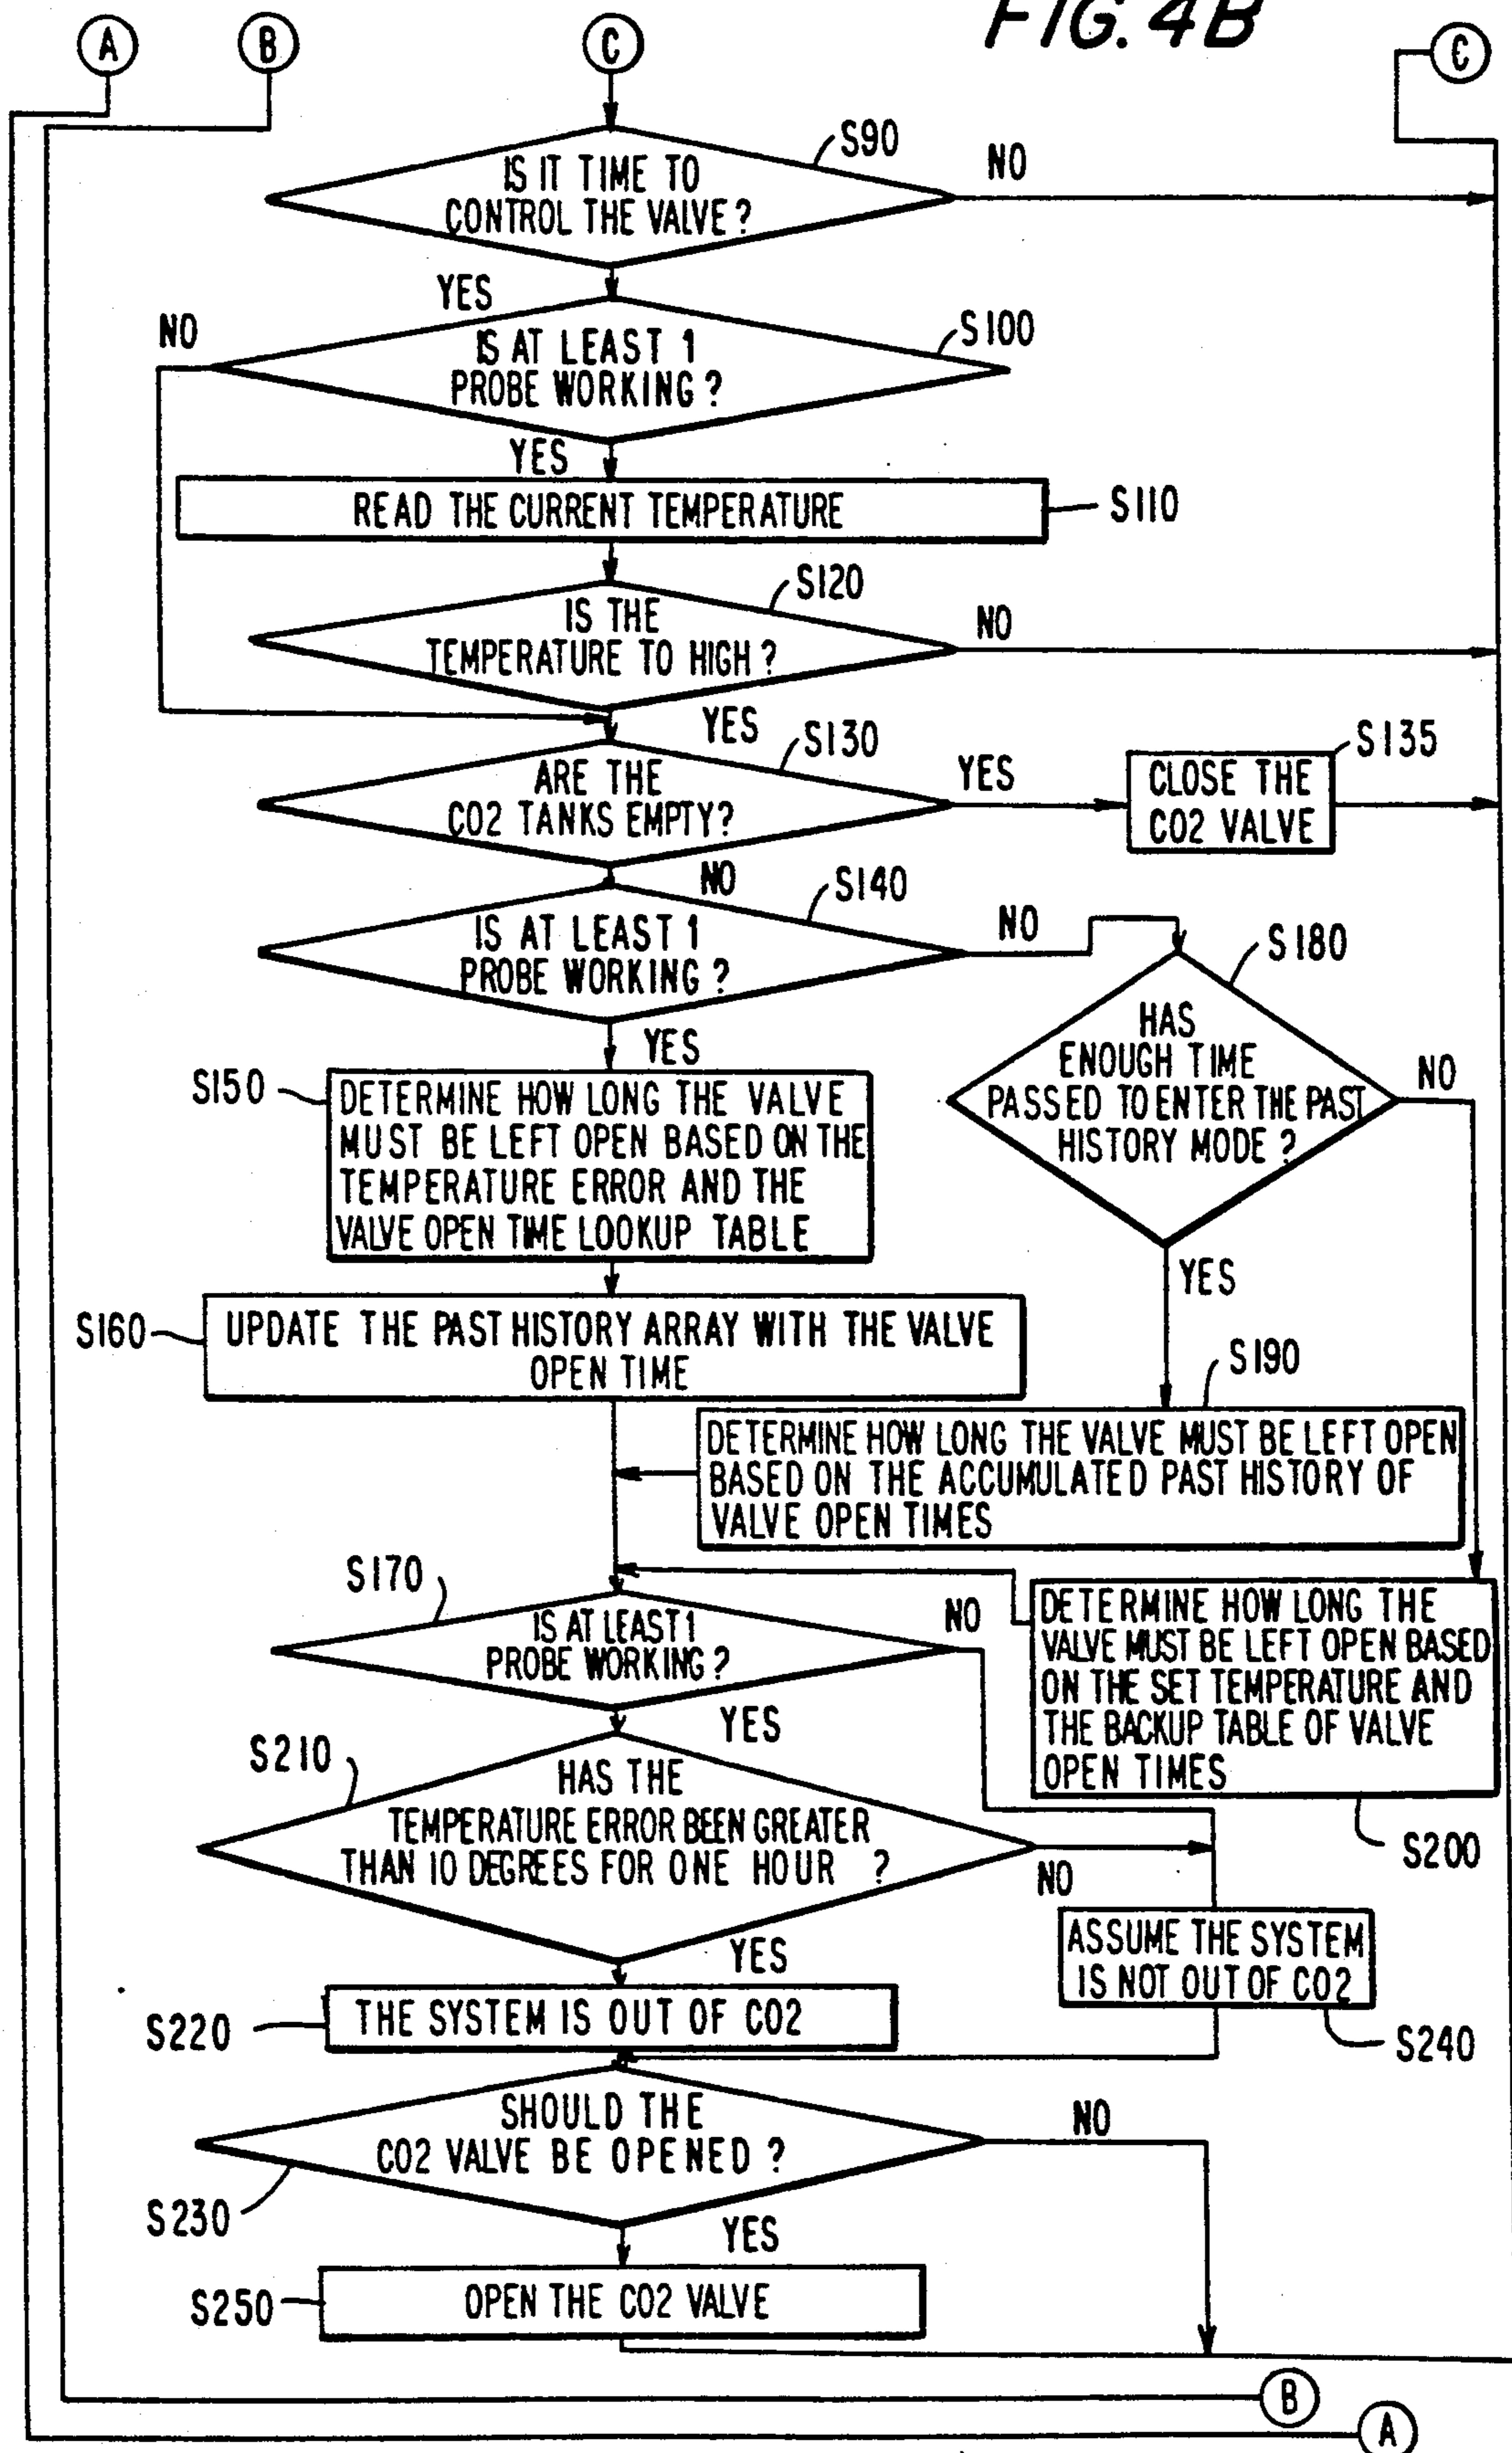 FIG. 4B
A
B
C
C
S90
IS IT TIME TO
CONTROL THE VALVE?
NO
YES
NO
S100
IS AT LEAST 1
PROBE WORKING?
YES
READ THE CURRENT TEMPERATURE
S110
S120
IS THE
TEMPERATURE TO HIGH?
NO
YES
S130
ARE THE
CO2 TANKS EMPTY?
YES
CLOSE THE
CO2 VALVE
S135
NO
S140
IS AT LEAST 1
PROBE WORKING?
NO
S180
HAS
ENOUGH TIME
PASSED TO ENTER THE PAST
HISTORY MODE?
NO
YES
YES
S150
DETERMINE HOW LONG THE VALVE
MUST BE LEFT OPEN BASED ON THE
TEMPERATURE ERROR AND THE
VALVE OPEN TIME LOOKUP TABLE
S160
UPDATE THE PAST HISTORY ARRAY WITH THE VALVE
OPEN TIME
S190
DETERMINE HOW LONG THE VALVE MUST BE LEFT OPEN
BASED ON THE ACCUMULATED PAST HISTORY OF
VALVE OPEN TIMES
S170
IS AT LEAST 1
PROBE WORKING?
NO
DETERMINE HOW LONG THE
VALVE MUST BE LEFT OPEN BASED
ON THE SET TEMPERATURE AND
THE BACKUP TABLE OF VALVE
OPEN TIMES
S200
YES
S210
HAS THE
TEMPERATURE ERROR BEEN GREATER
THAN 10 DEGREES FOR ONE HOUR ?
NO
YES
ASSUME THE SYSTEM
IS NOT OUT OF CO2
S240
S220
THE SYSTEM IS OUT OF CO2
SHOULD THE
CO2 VALVE BE OPENED ?
NO
S230
YES
S250
OPEN THE CO2 VALVE
B
A